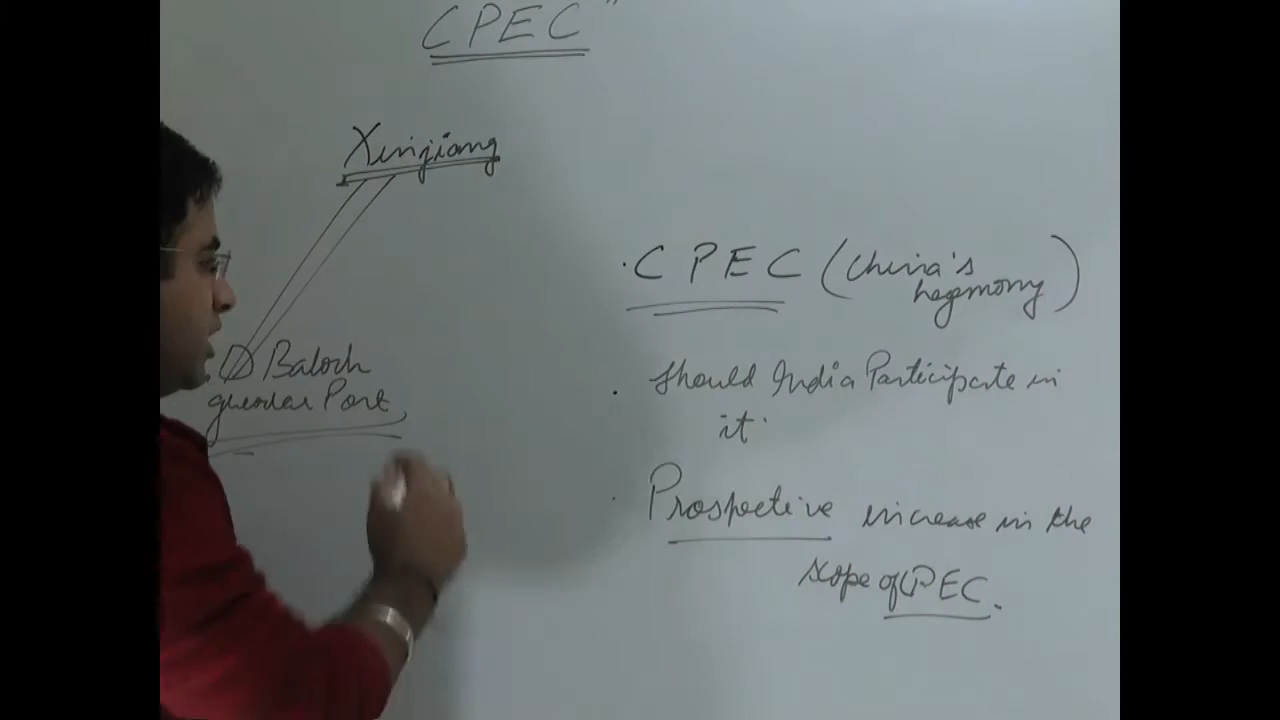 CPEC"
Xinjiang
Baloch
Gwadar Port,
· CPEC (China's
hegemony)
· Should India Participate in
it
· Prospective increase in the
scope of CPEC.